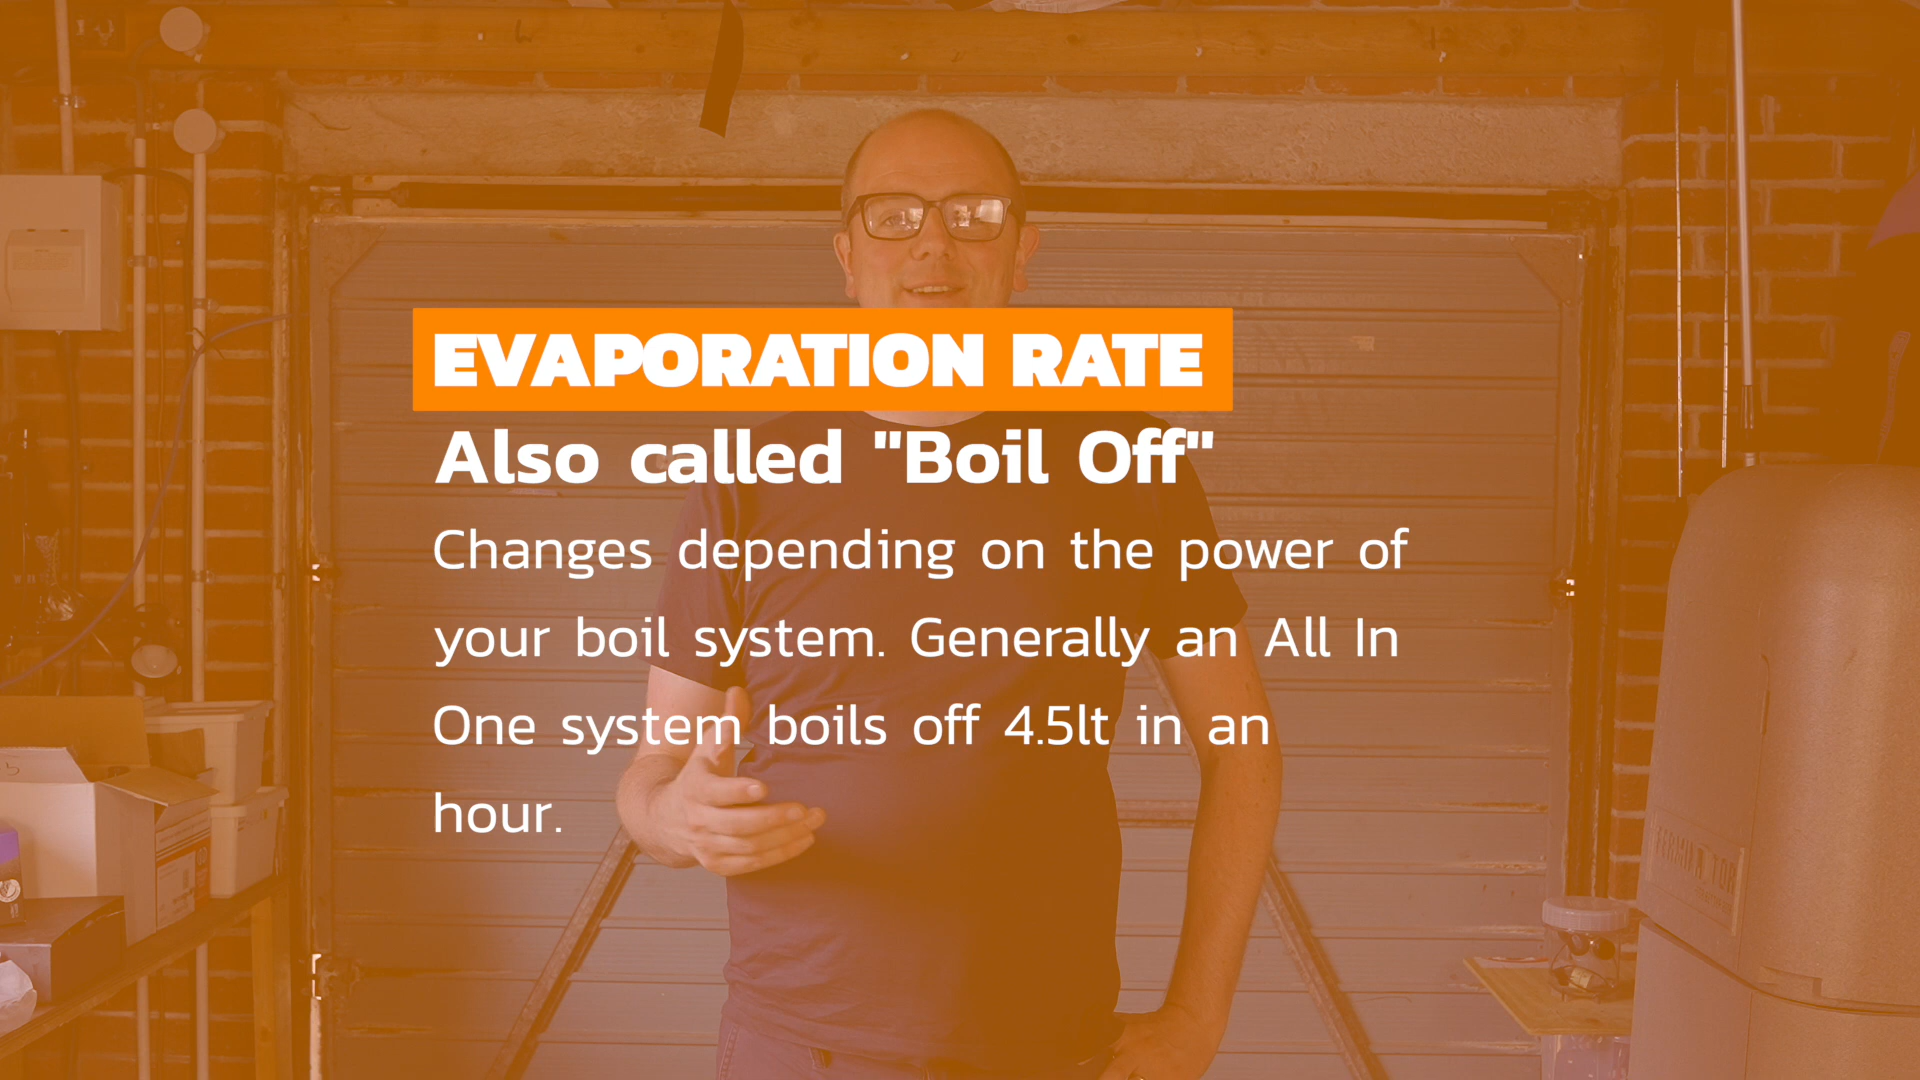 EVAPORATION RATE
Also called "Boil Off"
Changes depending on the power of
your boil system. Generally an All In
One system boils off 4.5lt in an
hour.